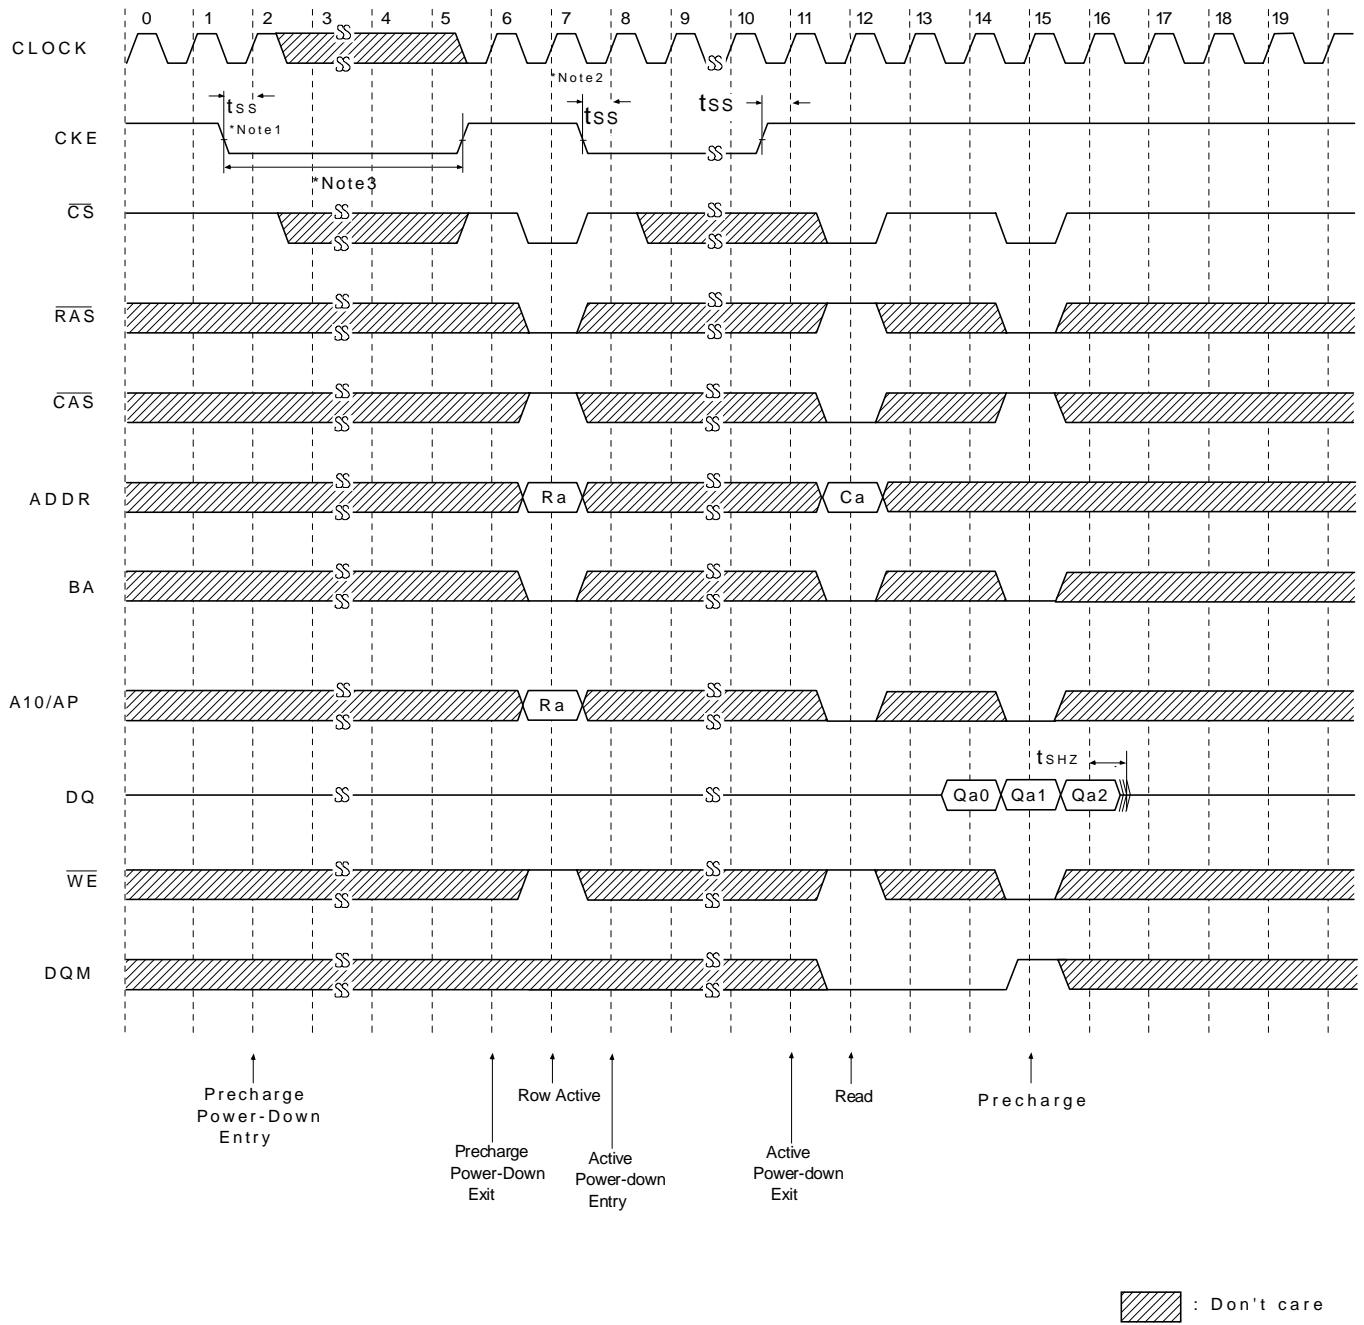 0 1 2 3 4 5 6 7 8 9 10 11 12 13 14 15 16 17 18 19
CLOCK
*Note2
tSS
tSS
tSS
*Note1
CKE
*Note3
CS
RAS
CAS
ADDR
Ra
Ca
BA
A10/AP
Ra
tSHZ
DQ
Qa0 Qa1 Qa2
WE
DQM
Precharge
Power-Down
Entry
Precharge
Power-Down
Exit
Row Active
Active
Power-down
Entry
Active
Power-down
Exit
Read
Precharge
: Don't care